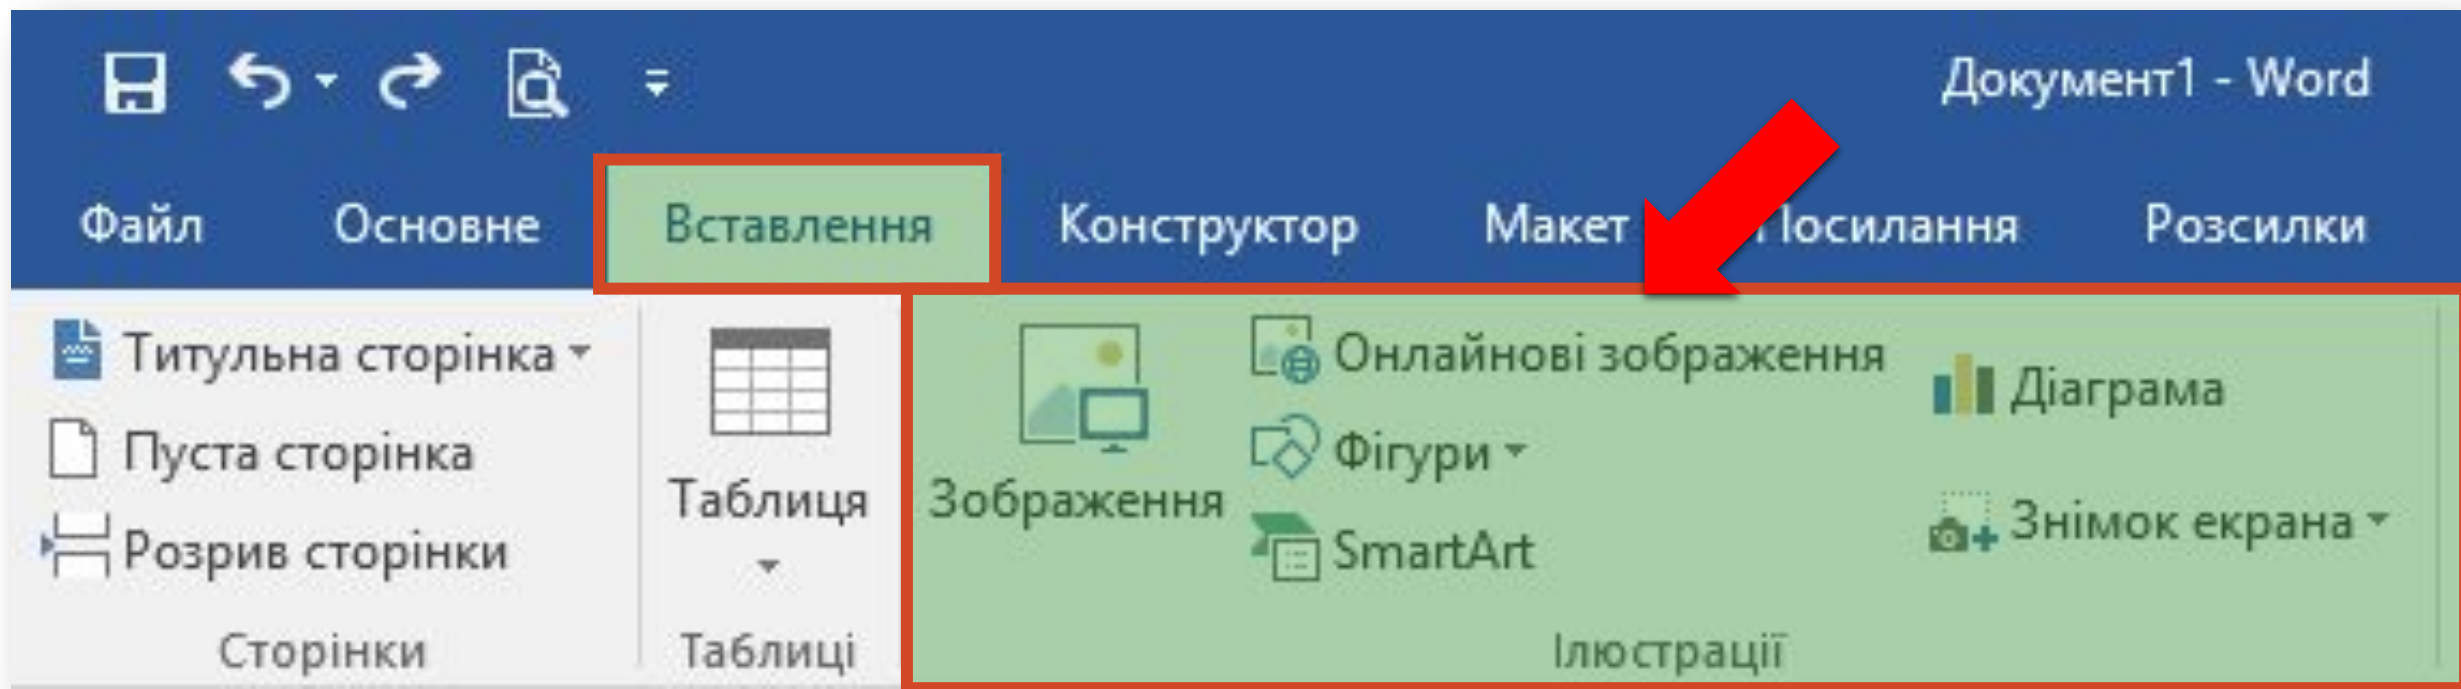 Документ1 - Word
Файл Основне Вставлення Конструктор Макет Посилання Розсилки
Титульна сторінка
Пуста сторінка
Розрив сторінки
Сторінки
Таблиця
Таблиці
Зображення
Онлайнові зображення
Фігури
SmartArt
Діаграма
Знімок екрана
Ілюстрації